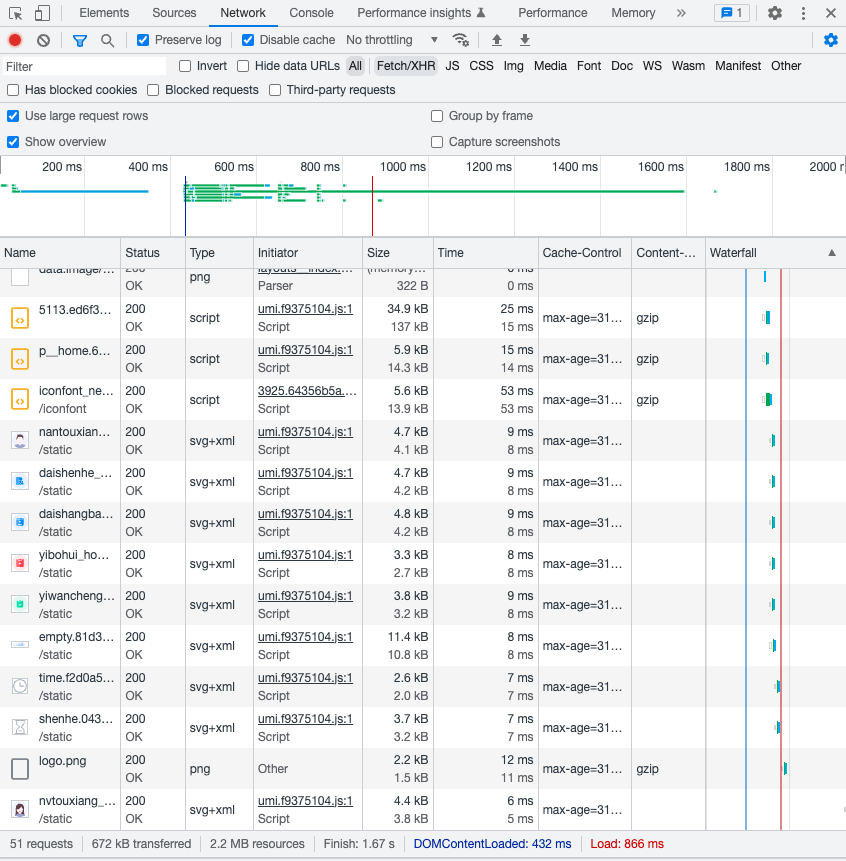 Elements Sources Network Console Performance insights Performance Memory 1
Preserve log Disable cache No throttling
Filter Invert Hide data URLs All Fetch/XHR JS CSS Img Media Font Doc WS Wasm Manifest Other
Has blocked cookies Blocked requests Third-party requests
Use large request rows Group by frame
Show overview Capture screenshots
200 ms 400 ms 600 ms 800 ms 1000 ms 1200 ms 1400 ms 1600 ms 1800 ms 2000 r
Name Status Type Initiator Size Time Cache-Control Content-... Waterfall
data:image/... 200 png layouts__index.... (memory... 0 ms
OK Parser 322 B 0 ms
5113.ed6f3... 200 script umi.f9375104.js:1 34.9 kB 25 ms max-age=31... gzip
OK Script 137 kB 15 ms
p__home.6... 200 script umi.f9375104.js:1 5.9 kB 15 ms max-age=31... gzip
OK Script 14.3 kB 14 ms
iconfont_ne... 200 script 3925.64356b5a.... 5.6 kB 53 ms max-age=31... gzip
/iconfont OK Script 13.9 kB 53 ms
nantouxian... 200 svg+xml umi.f9375104.js:1 4.7 kB 9 ms max-age=31...
/static OK Script 4.1 kB 8 ms
daishenhe_... 200 svg+xml umi.f9375104.js:1 4.7 kB 9 ms max-age=31...
/static OK Script 4.2 kB 8 ms
daishangba... 200 svg+xml umi.f9375104.js:1 4.8 kB 9 ms max-age=31...
/static OK Script 4.2 kB 8 ms
yibohui_ho... 200 svg+xml umi.f9375104.js:1 3.3 kB 8 ms max-age=31...
/static OK Script 2.7 kB 8 ms
yiwancheng... 200 svg+xml umi.f9375104.js:1 3.8 kB 9 ms max-age=31...
/static OK Script 3.2 kB 8 ms
empty.81d3... 200 svg+xml umi.f9375104.js:1 11.4 kB 8 ms max-age=31...
/static OK Script 10.8 kB 8 ms
time.f2d0a5... 200 svg+xml umi.f9375104.js:1 2.6 kB 7 ms max-age=31...
/static OK Script 2.0 kB 7 ms
shenhe.043... 200 svg+xml umi.f9375104.js:1 3.7 kB 7 ms max-age=31...
/static OK Script 3.2 kB 7 ms
logo.png 200 png Other 2.2 kB 12 ms max-age=31... gzip
OK 1.5 kB 11 ms
nvtouxiang_... 200 svg+xml umi.f9375104.js:1 4.4 kB 6 ms max-age=31...
/static OK Script 3.8 kB 5 ms
51 requests 672 kB transferred 2.2 MB resources Finish: 1.67 s DOMContentLoaded: 432 ms Load: 866 ms